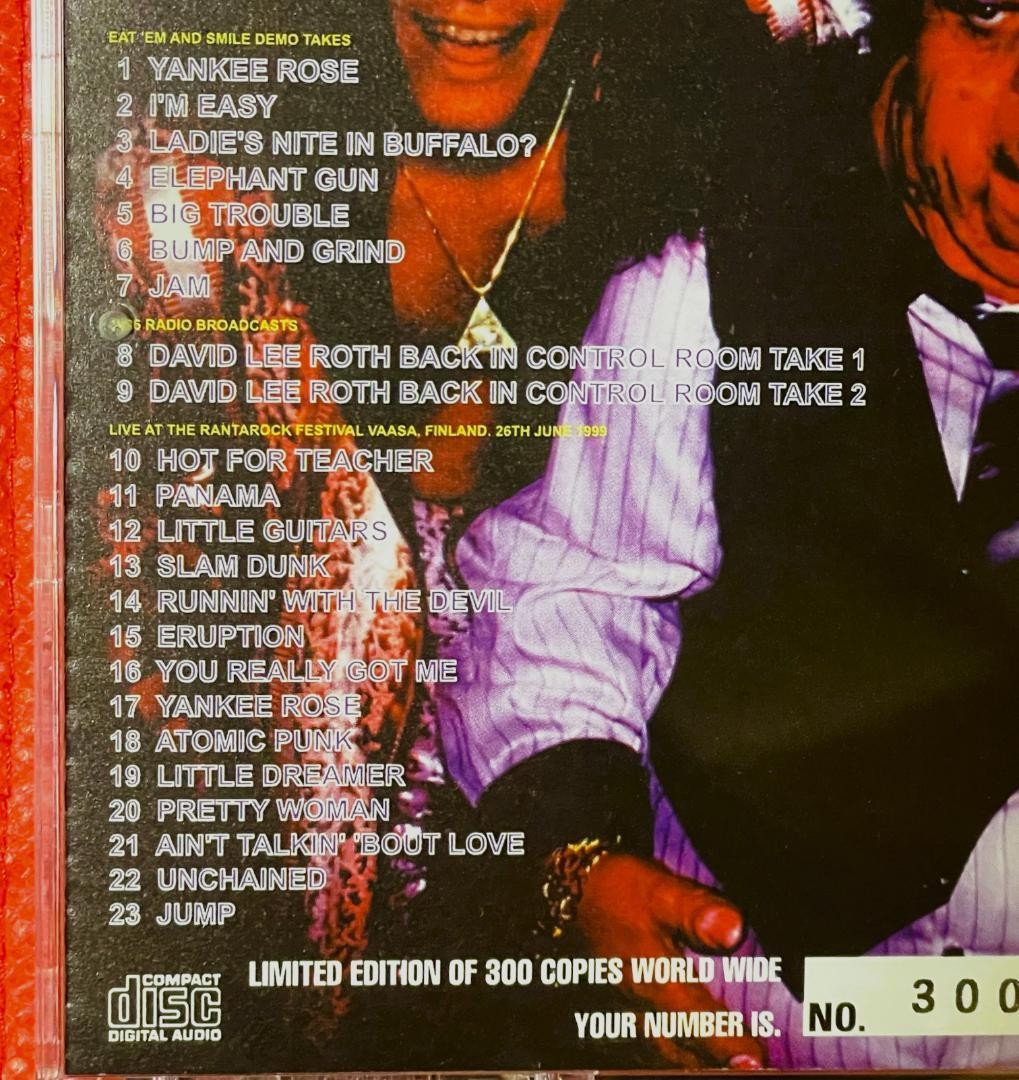 EAT 'EM AND SMILE DEMO TAKES
1 YANKEE ROSE
2 I'M EASY
3 LADIE'S NITE IN BUFFALO?
4 ELEPHANT GUN
5 BIG TROUBLE
6 BUMP AND GRIND
7 JAM
RADIO BROADCASTS
8 DAVID LEE ROTH BACK IN CONTROL ROOM TAKE 1
9 DAVID LEE ROTH BACK IN CONTROL ROOM TAKE 2
LIVE AT THE RANTAROCK FESTIVAL VAASA, FINLAND. 26TH JUNE 1999
10 HOT FOR TEACHER
11 PANAMA
12 LITTLE GUITARS
13 SLAM DUNK
14 RUNNIN' WITH THE DEVIL
15 ERUPTION
16 YOU REALLY GOT ME
17 YANKEE ROSE
18 ATOMIC PUNK
19 LITTLE DREAMER
20 PRETTY WOMAN
21 AIN'T TALKIN' 'BOUT LOVE
22 UNCHAINED
23 JUMP
COMPACT
disc
DIGITAL AUDIO
LIMITED EDITION OF 300 COPIES WORLD WIDE
YOUR NUMBER IS.
NO. 300